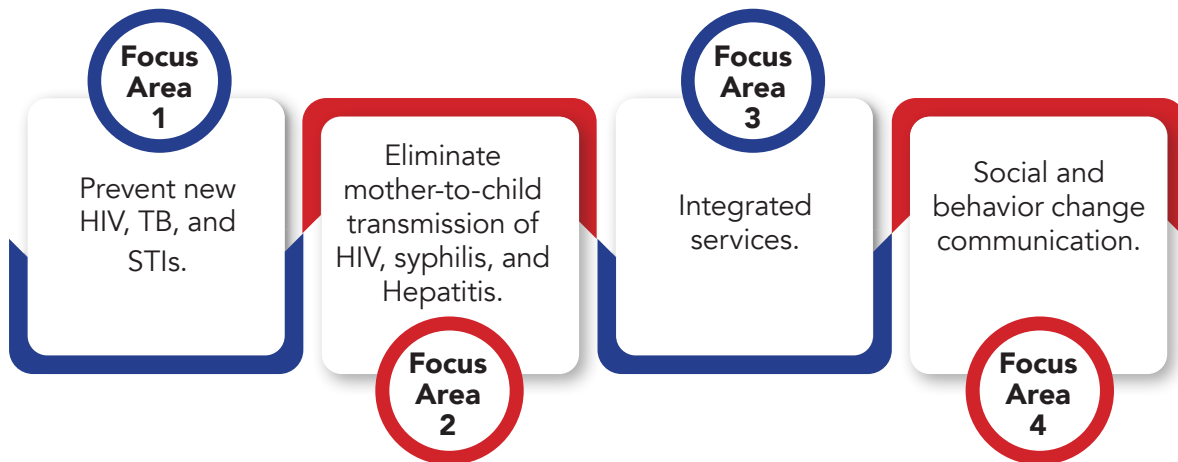 Focus
Area
1
Prevent new
HIV, TB, and
STIs.
Eliminate
mother-to-child
transmission of
HIV, syphilis, and
Hepatitis.
Focus
Area
2
Focus
Area
3
Integrated
services.
Social and
behavior change
communication.
Focus
Area
4